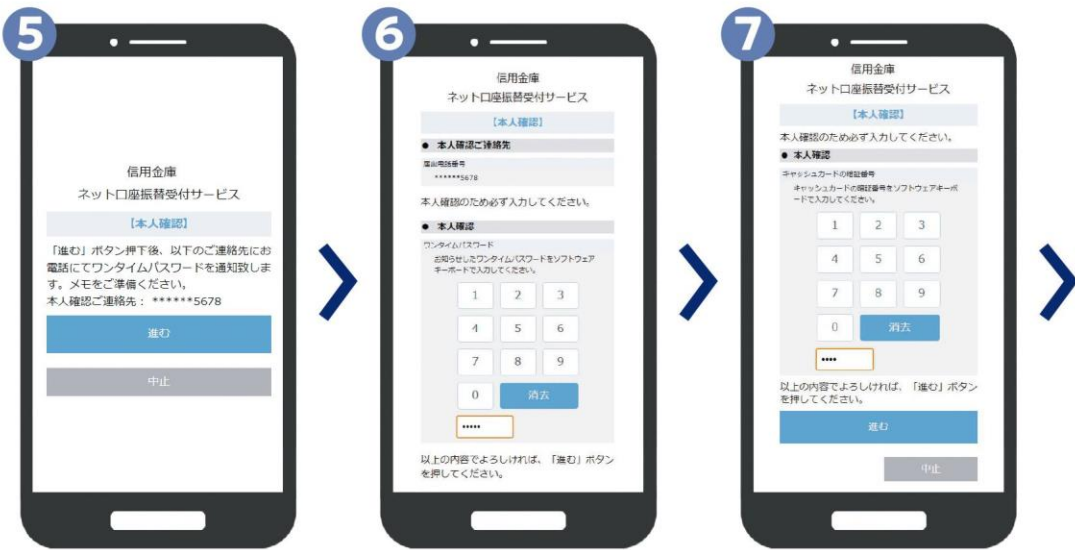 5
信用金庫
ネット口座振替受付サービス
【本人確認】
「進む」ボタン押下後、以下のご連絡先にお
電話にてワンタイムパスワードを通知致しま
す。メモをご準備ください。
本人確認ご連絡先： ******5678
進む
中止
6
信用金庫
ネット口座振替受付サービス
【本人確認】
● 本人確認ご連絡先
届出電話番号
******5678
本人確認のため必ず入力してください。
● 本人確認
ワンタイムパスワード
お知らせしたワンタイムパスワードをソフトウェア
キーボードで入力してください。
1 2 3
4 5 6
7 8 9
0 消去
•••••
以上の内容でよろしければ、「進む」ボタン
を押してください。
7
信用金庫
ネット口座振替受付サービス
【本人確認】
本人確認のため必ず入力してください。
● 本人確認
キャッシュカードの暗証番号
キャッシュカードの暗証番号をソフトウェアキーボ
ードで入力してください。
1 2 3
4 5 6
7 8 9
0 消去
••••
以上の内容でよろしければ、「進む」ボタン
を押してください。
進む
中止